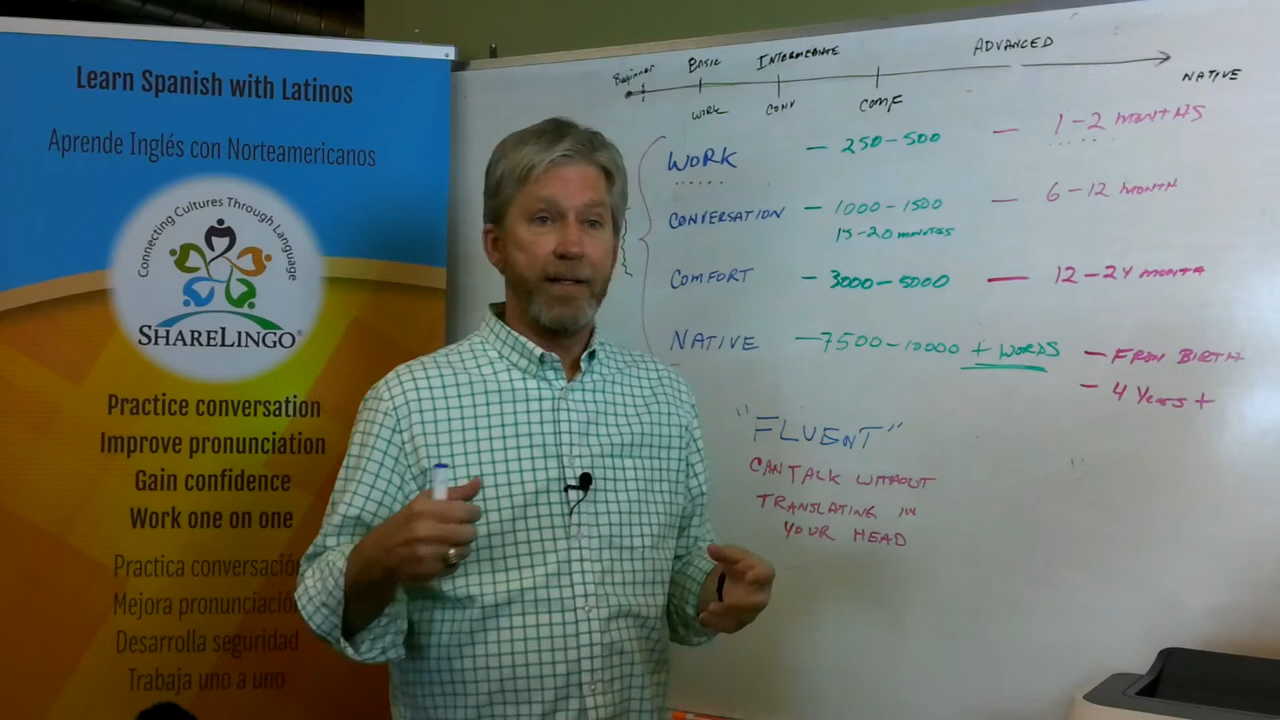 Learn Spanish with Latinos
Aprende Inglés con Norteamericanos
Connecting Cultures Through Language
SHARELINGO®
Practice conversation
Improve pronunciation
Gain confidence
Work one on one
Practica conversación
Mejora pronunciación
Desarrolla seguridad
Trabaja uno a uno
Beginner BASIC INTERMEDIATE ADVANCED
WORK CONV COMF NATIVE
WORK — 250-500 — 1-2 MONTHS
CONVERSATION — 1000-1500 — 6-12 MONTH
15-20 MINUTES
COMFORT — 3000-5000 — 12-24 MONTH
NATIVE — 7500-10000 + WORDS — FROM BIRTH
— 4 Years +
"FLUENT"
CAN TALK WITHOUT
TRANSLATING IN
YOUR HEAD